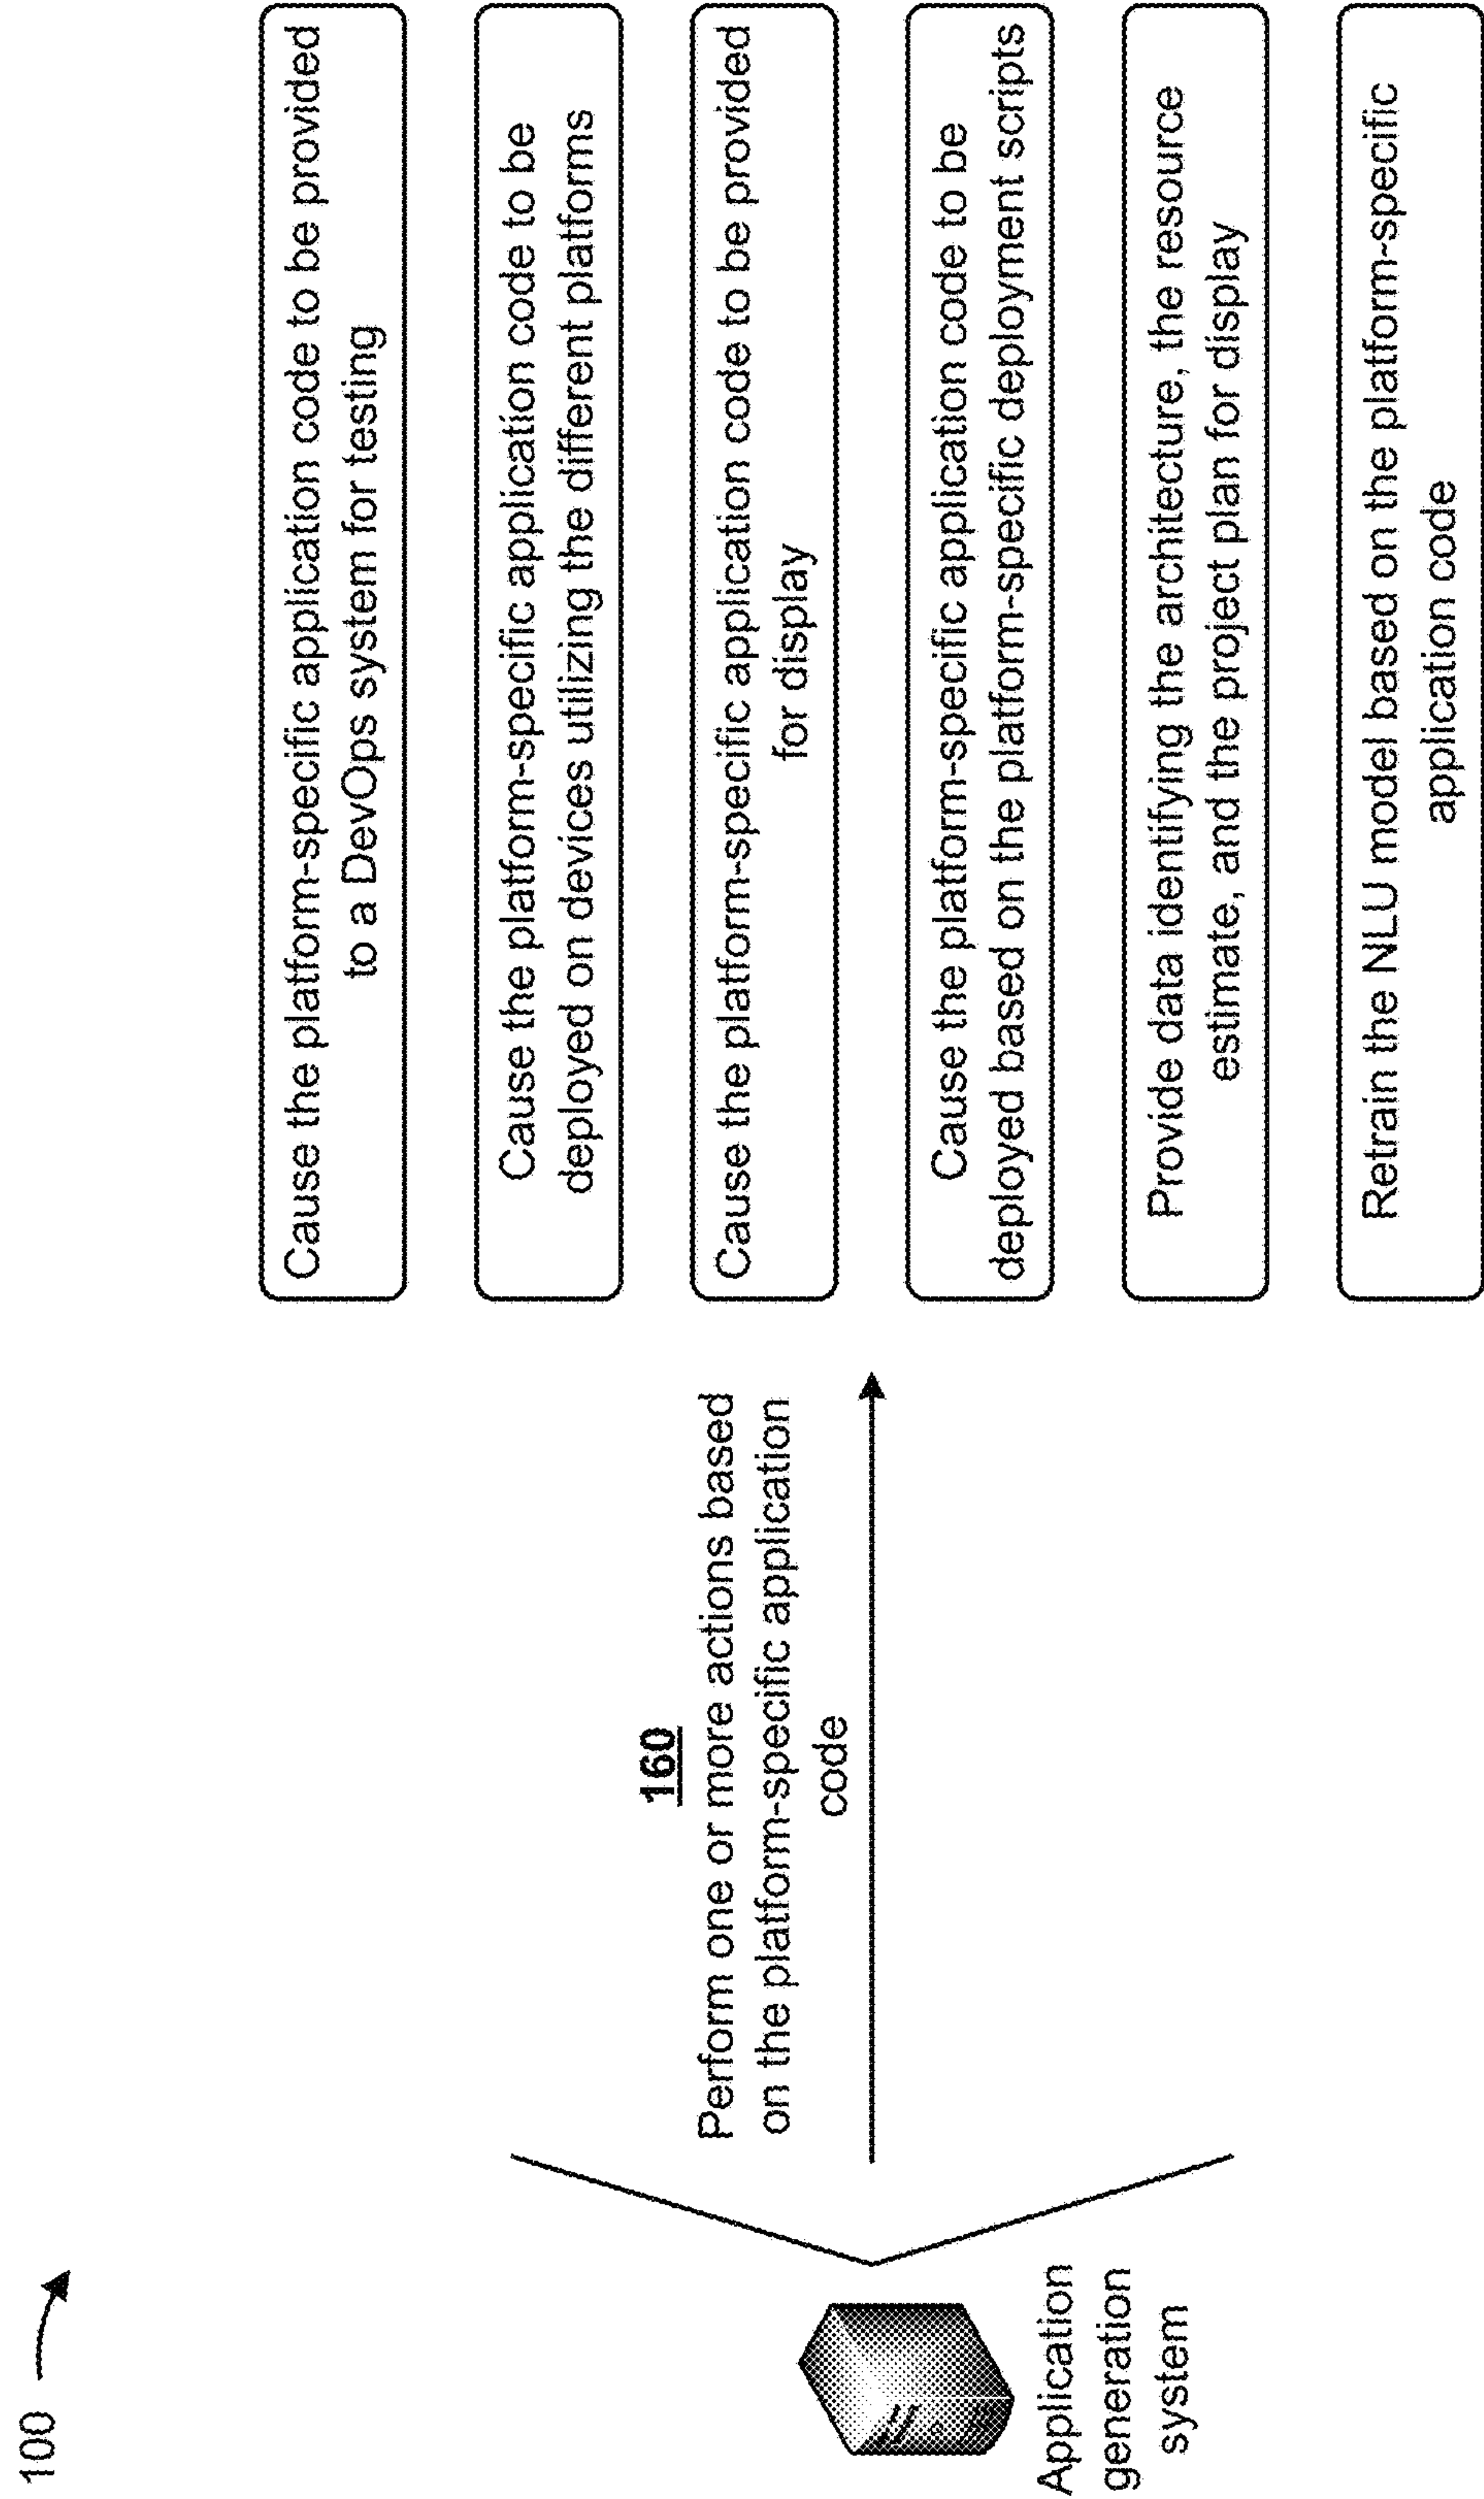 100
Application
generation
system
160
Perform one or more actions based
on the platform-specific application
code
Cause the platform-specific application code to be provided
to a DevOps system for testing
Cause the platform-specific application code to be
deployed on devices utilizing the different platforms
Cause the platform-specific application code to be provided
for display
Cause the platform-specific application code to be
deployed based on the platform-specific deployment scripts
Provide data identifying the architecture, the resource
estimate, and the project plan for display
Retrain the NLU model based on the platform-specific
application code